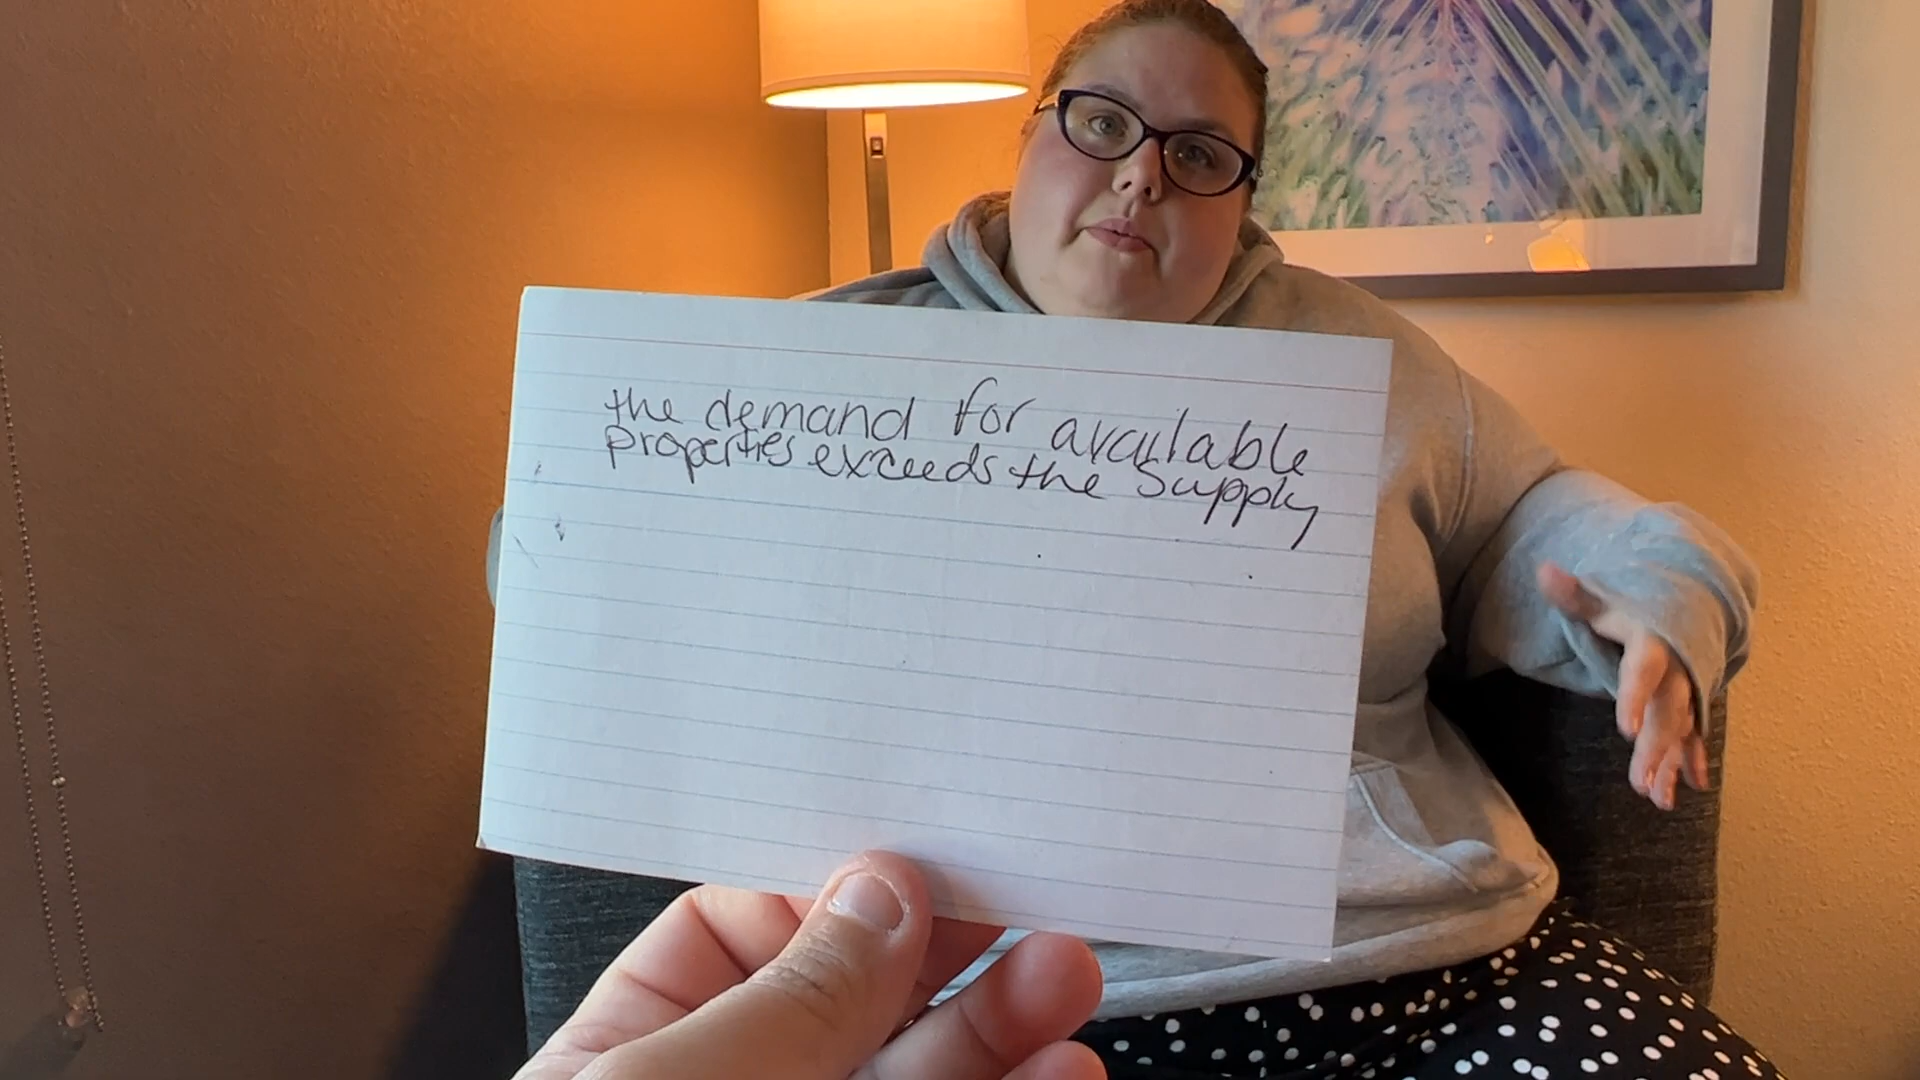 the demand for available
properties exceeds the Supply